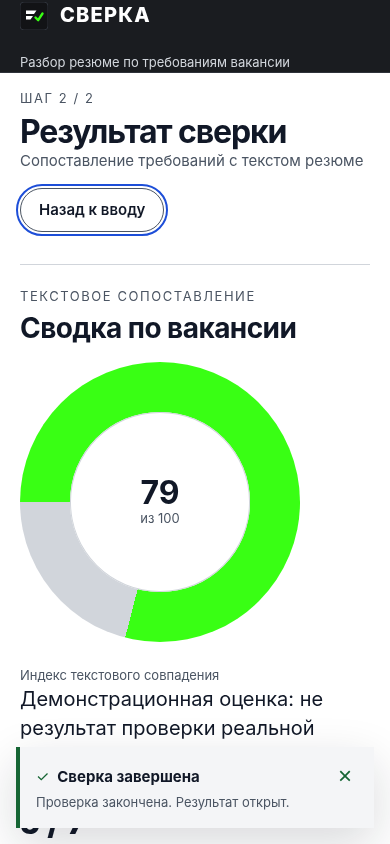 СВЕРКА
Разбор резюме по требованиям вакансии
ШАГ 2 / 2
Результат сверки
Сопоставление требований с текстом резюме
Назад к вводу
ТЕКСТОВОЕ СОПОСТАВЛЕНИЕ
Сводка по вакансии
79
из 100
Индекс текстового совпадения
Демонстрационная оценка: не
результат проверки реальной
Сверка завершена
Проверка закончена. Результат открыт.